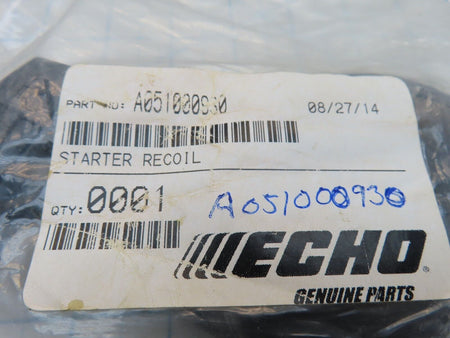 PART NO: A051000930
08/27/14
STARTER RECOIL
QTY: 0001
A051000930
ECHO®
GENUINE PARTS